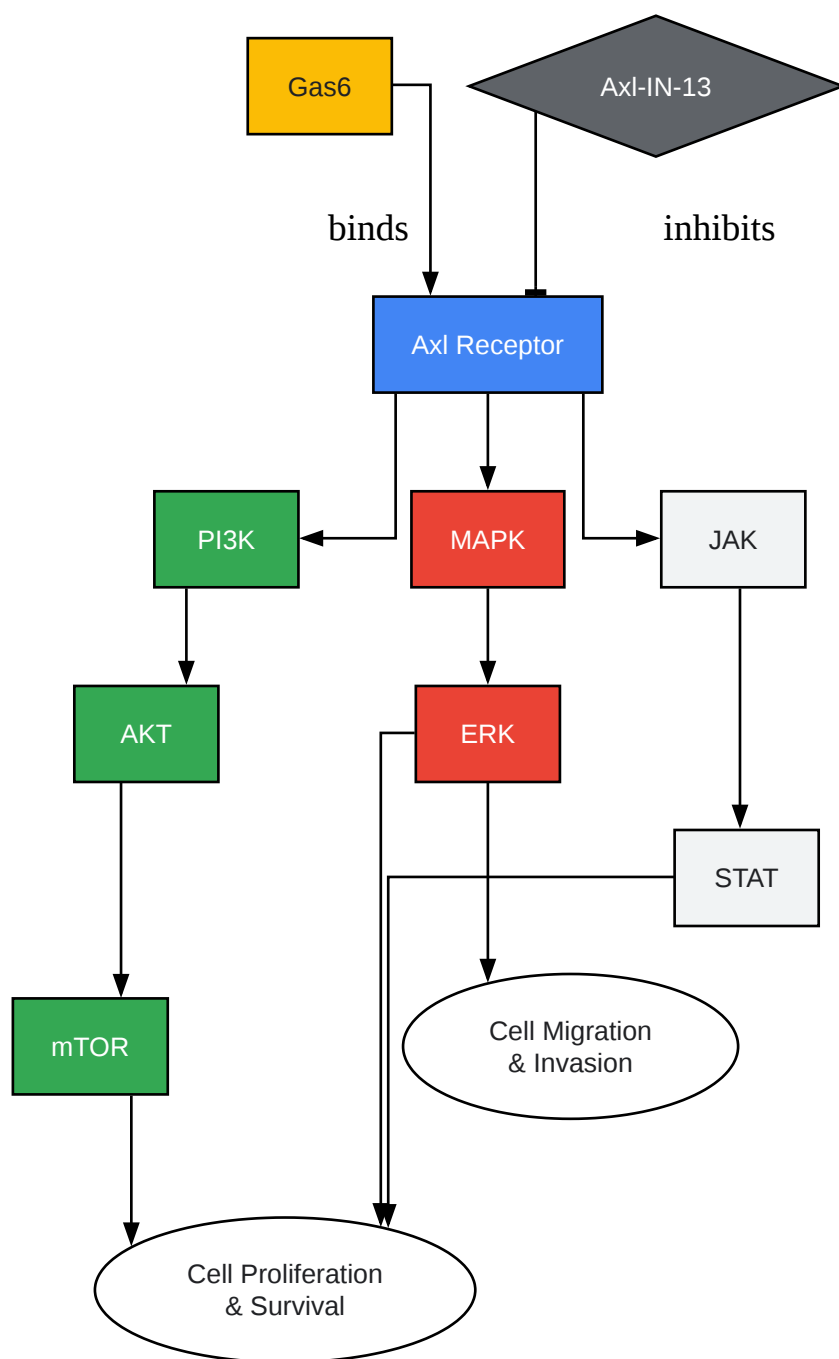 Gas6
Axl-IN-13
binds
inhibits
Axl Receptor
PI3K
MAPK
JAK
AKT
ERK
STAT
mTOR
Cell Migration
& Invasion
Cell Proliferation
& Survival